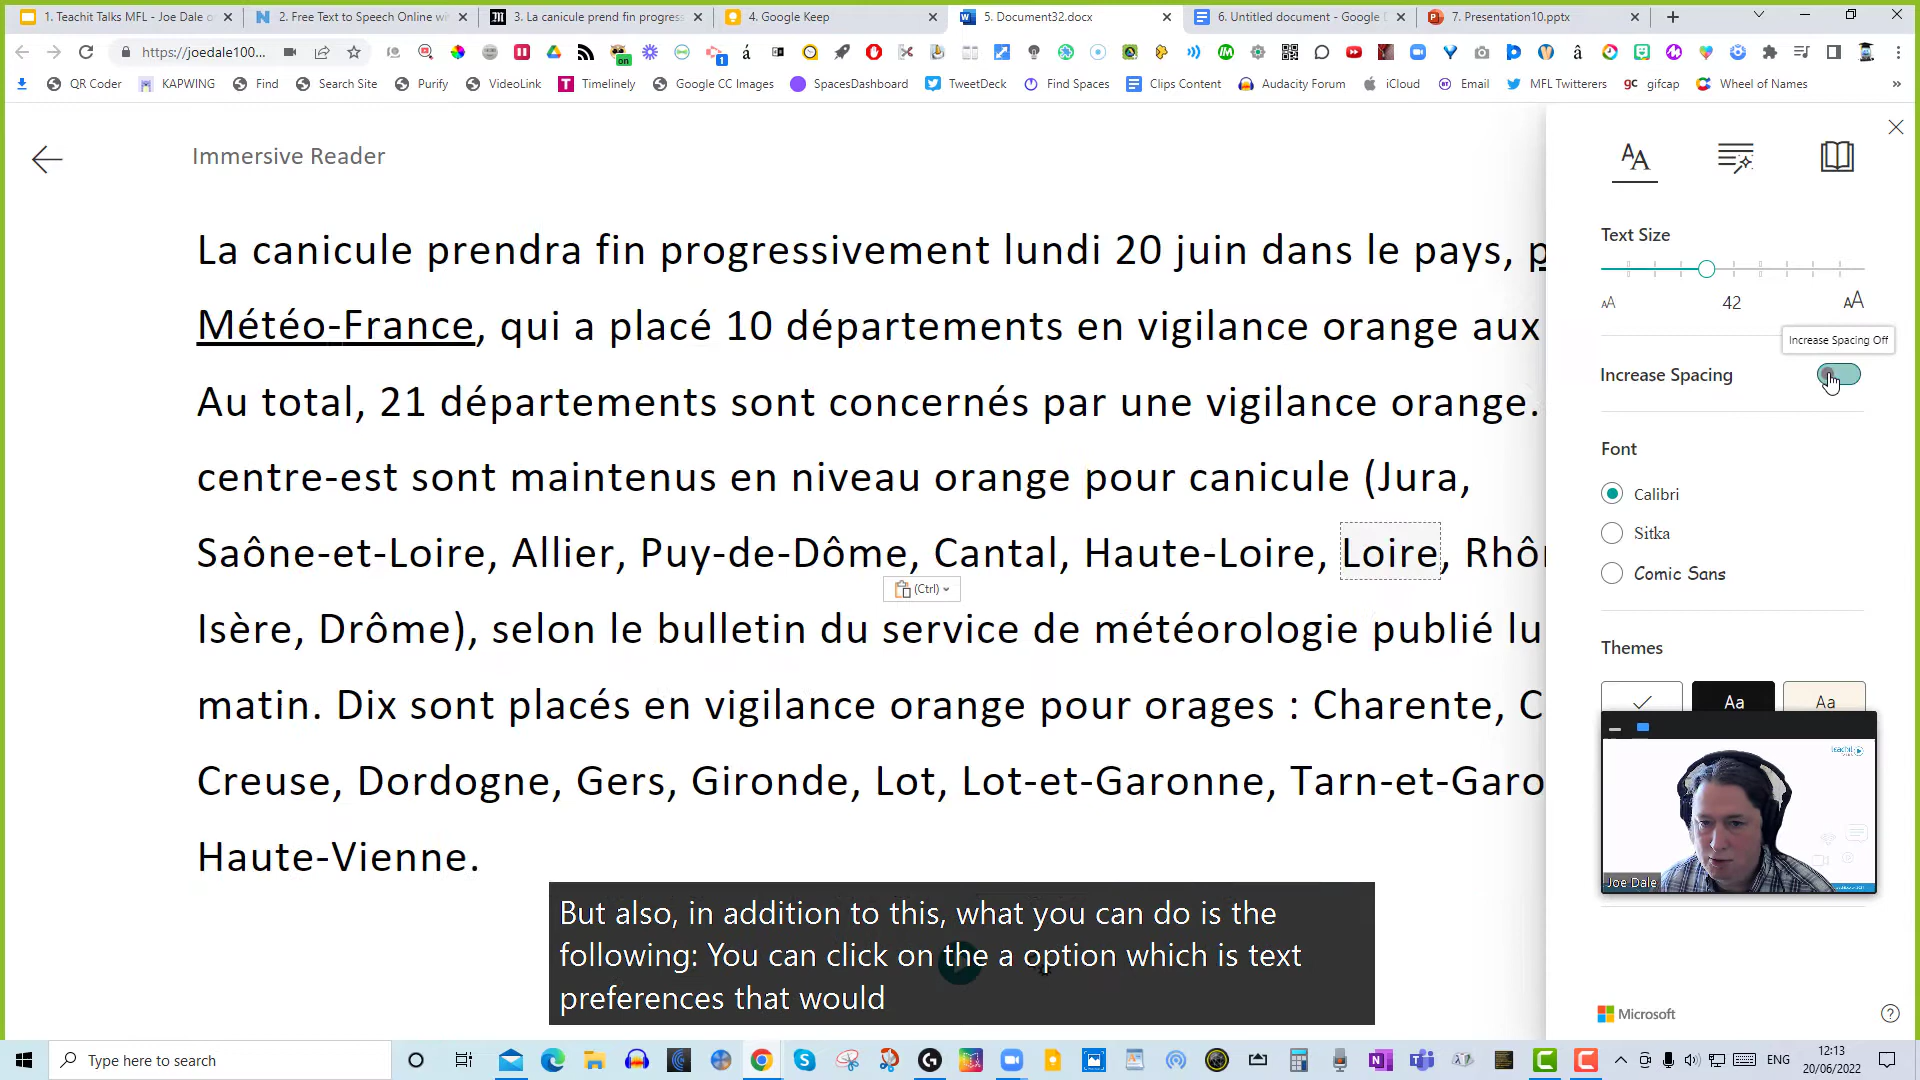 1. Teachit Talks MFL - Joe Dale o
2. Free Text to Speech Online wi
3. La canicule prend fin progress
4. Google Keep
5. Document32.docx
6. Untitled document - Google D
7. Presentation10.pptx
https://joedale100...
QR Coder
KAPWING
Find
Search Site
Purify
VideoLink
Timelinely
Google CC Images
SpacesDashboard
TweetDeck
Find Spaces
Clips Content
Audacity Forum
iCloud
Email
MFL Twitterers
gifcap
Wheel of Names
Immersive Reader
La canicule prendra fin progressivement lundi 20 juin dans le pays, p
Météo-France, qui a placé 10 départements en vigilance orange aux
Au total, 21 départements sont concernés par une vigilance orange.
centre-est sont maintenus en niveau orange pour canicule (Jura,
Saône-et-Loire, Allier, Puy-de-Dôme, Cantal, Haute-Loire, Loire, Rhôn
(Ctrl)
Isère, Drôme), selon le bulletin du service de météorologie publié lu
matin. Dix sont placés en vigilance orange pour orages : Charente, C
Creuse, Dordogne, Gers, Gironde, Lot, Lot-et-Garonne, Tarn-et-Garo
Haute-Vienne.
Text Size
42
Increase Spacing Off
Increase Spacing
Font
Calibri
Sitka
Comic Sans
Themes
Aa
Aa
teachit
Joe Dale
Microsoft
But also, in addition to this, what you can do is the
following: You can click on the a option which is text
preferences that would
Type here to search
ENG
12:13
20/06/2022